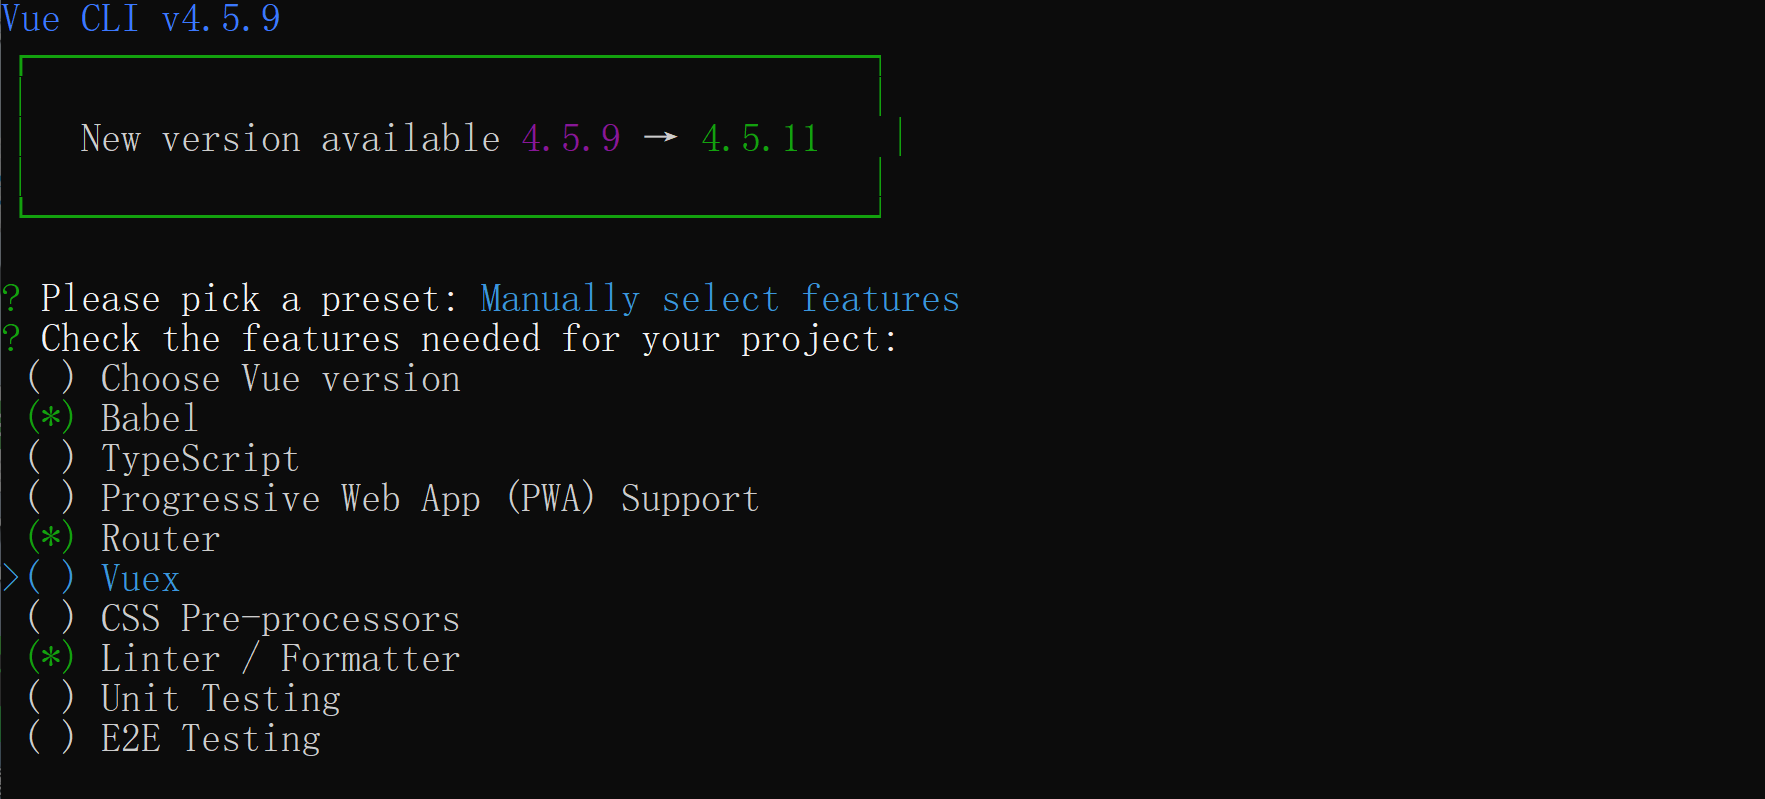 Vue CLI v4.5.9
New version available 4.5.9 → 4.5.11
? Please pick a preset: Manually select features
? Check the features needed for your project:
( ) Choose Vue version
(*) Babel
( ) TypeScript
( ) Progressive Web App (PWA) Support
(*) Router
>( ) Vuex
( ) CSS Pre-processors
(*) Linter / Formatter
( ) Unit Testing
( ) E2E Testing